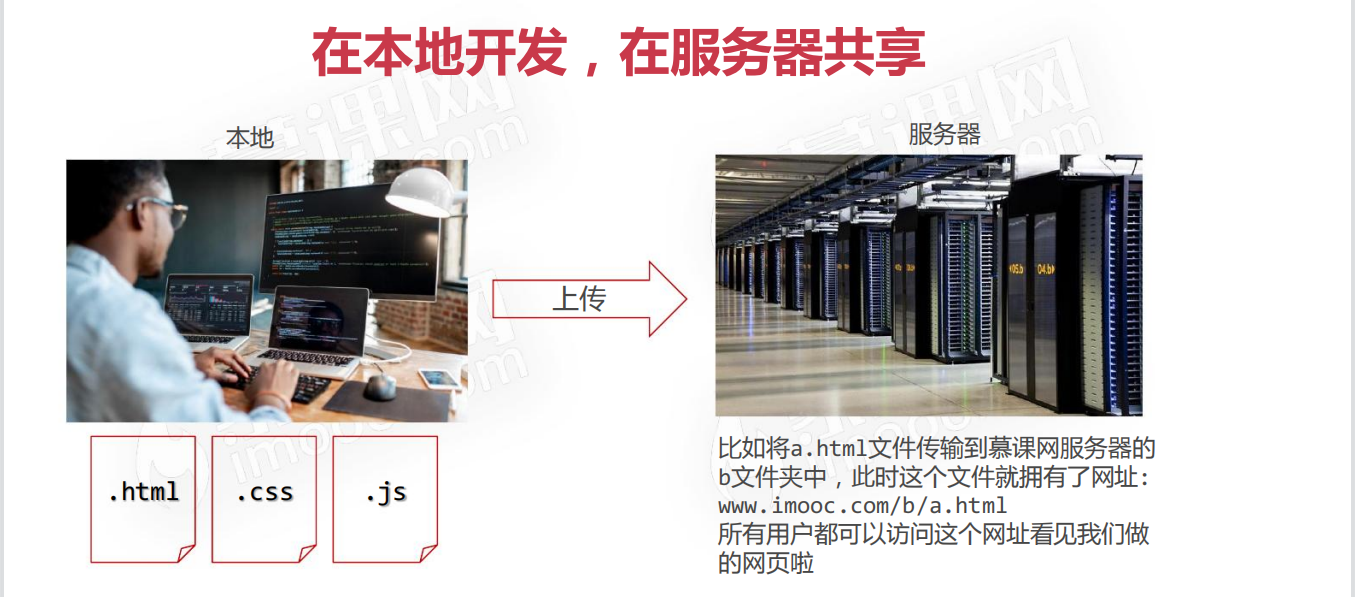 在本地开发，在服务器共享
本地
服务器
上传
.html
.css
.js
比如将a.html文件传输到慕课网服务器的
b文件夹中，此时这个文件就拥有了网址：
www.imooc.com/b/a.html
所有用户都可以访问这个网址看见我们做
的网页啦